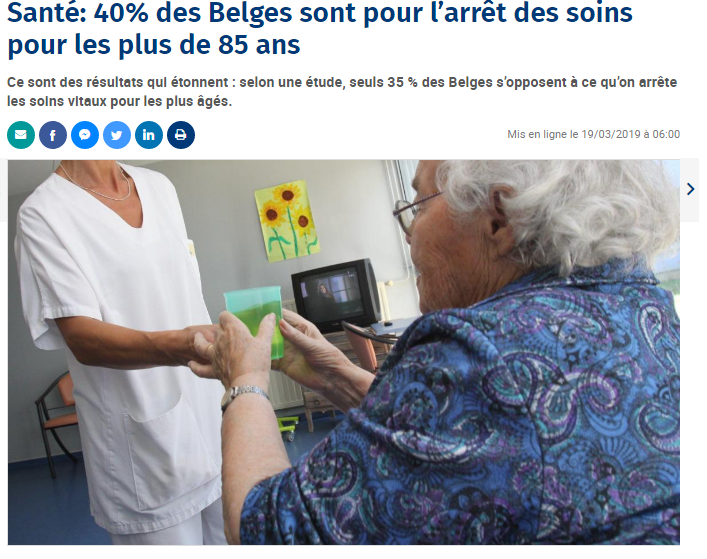 Santé: 40% des Belges sont pour l’arrêt des soins
pour les plus de 85 ans
Ce sont des résultats qui étonnent : selon une étude, seuls 35 % des Belges s’opposent à ce qu’on arrête
les soins vitaux pour les plus âgés.
Mis en ligne le 19/03/2019 à 06:00